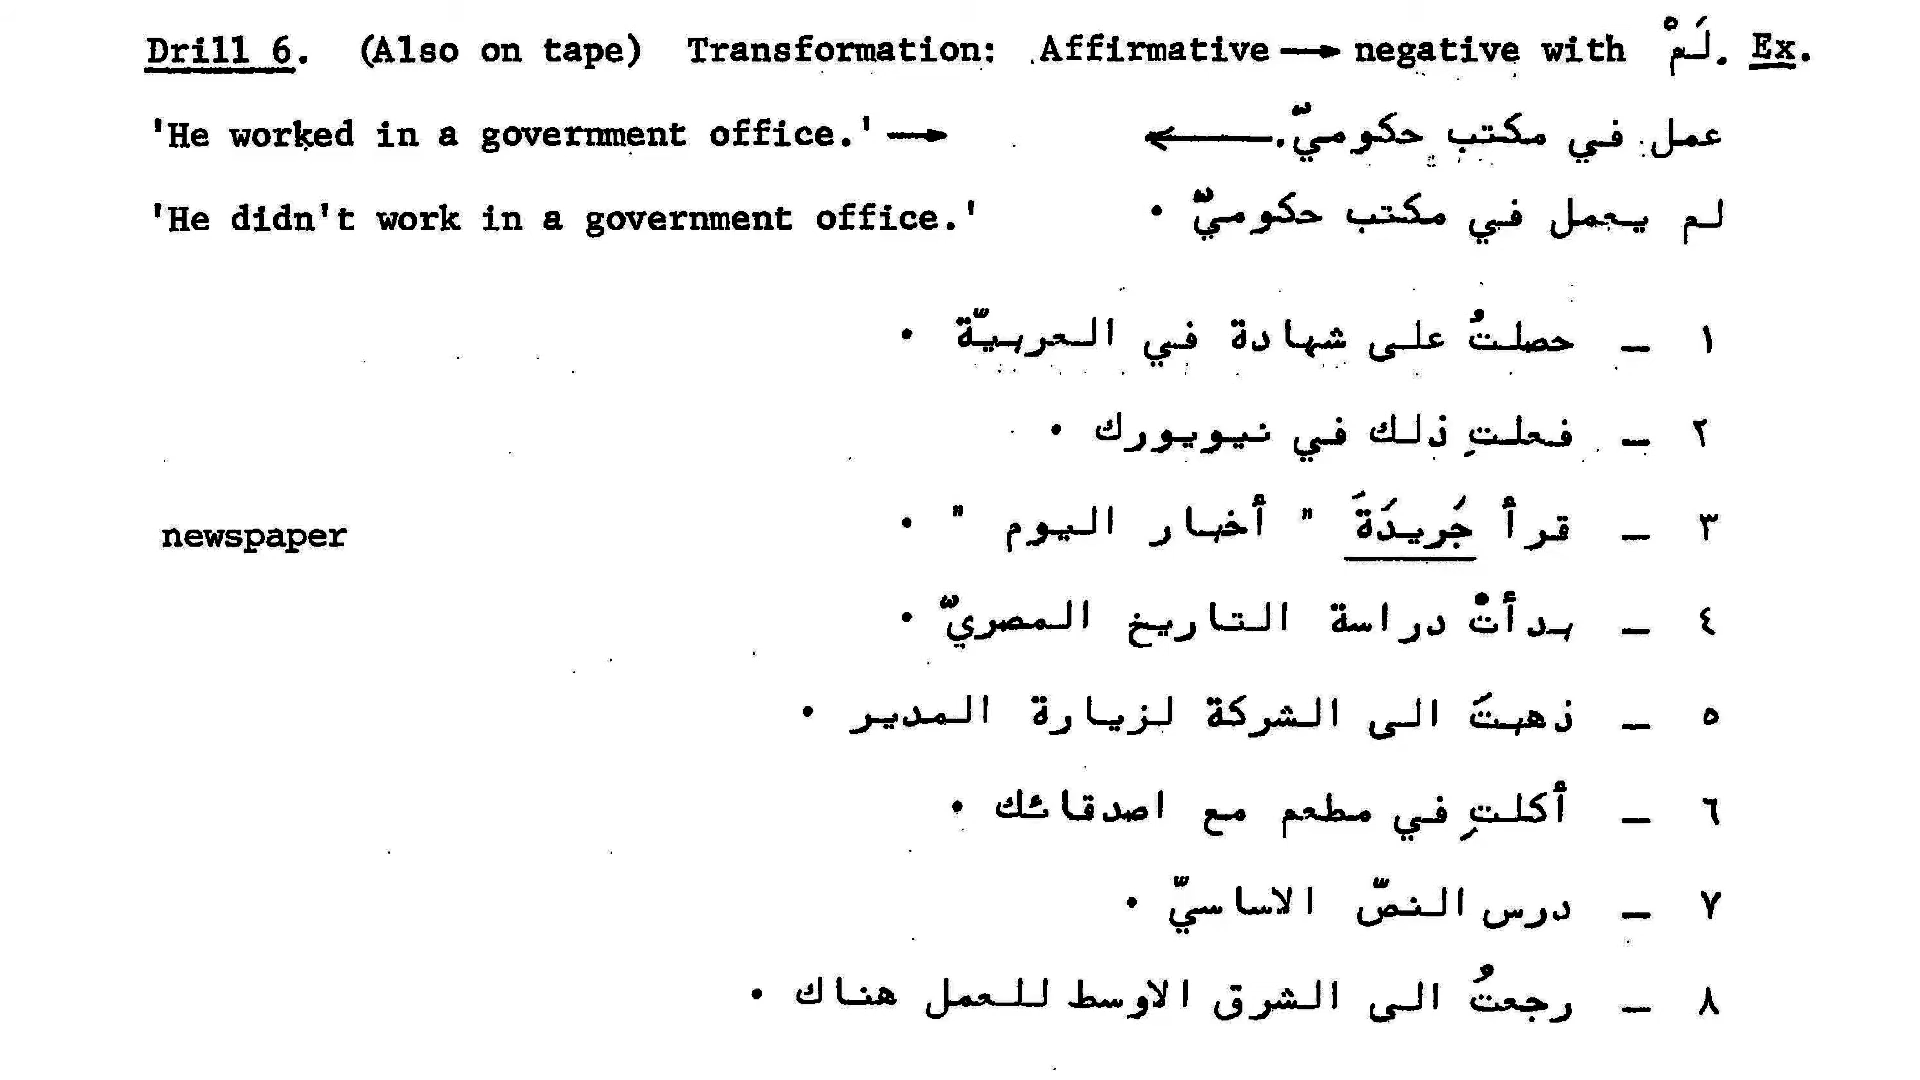 Drill 6. (Also on tape) Transformation: Affirmative → negative with لَمْ. Ex.
'He worked in a government office.' → عمل في مكتب حكوميّ. ←
'He didn't work in a government office.' لم يعمل في مكتب حكوميّ .
١ ـ حصلتُ على شهادة في العربيّة .
٢ ـ فعلتِ ذلك في نيويورك .
newspaper ٣ ـ قرأ جَريدَةَ " أخبار اليوم " .
٤ ـ بدأتْ دراسة التاريخ المصريّ .
٥ ـ ذهبتَ الى الشركة لزيارة المدير .
٦ ـ أكلتِ في مطعم مع اصدقائك .
٧ ـ درس النصّ الاساسيّ .
٨ ـ رجعتُ الى الشرق الاوسط للعمل هناك .